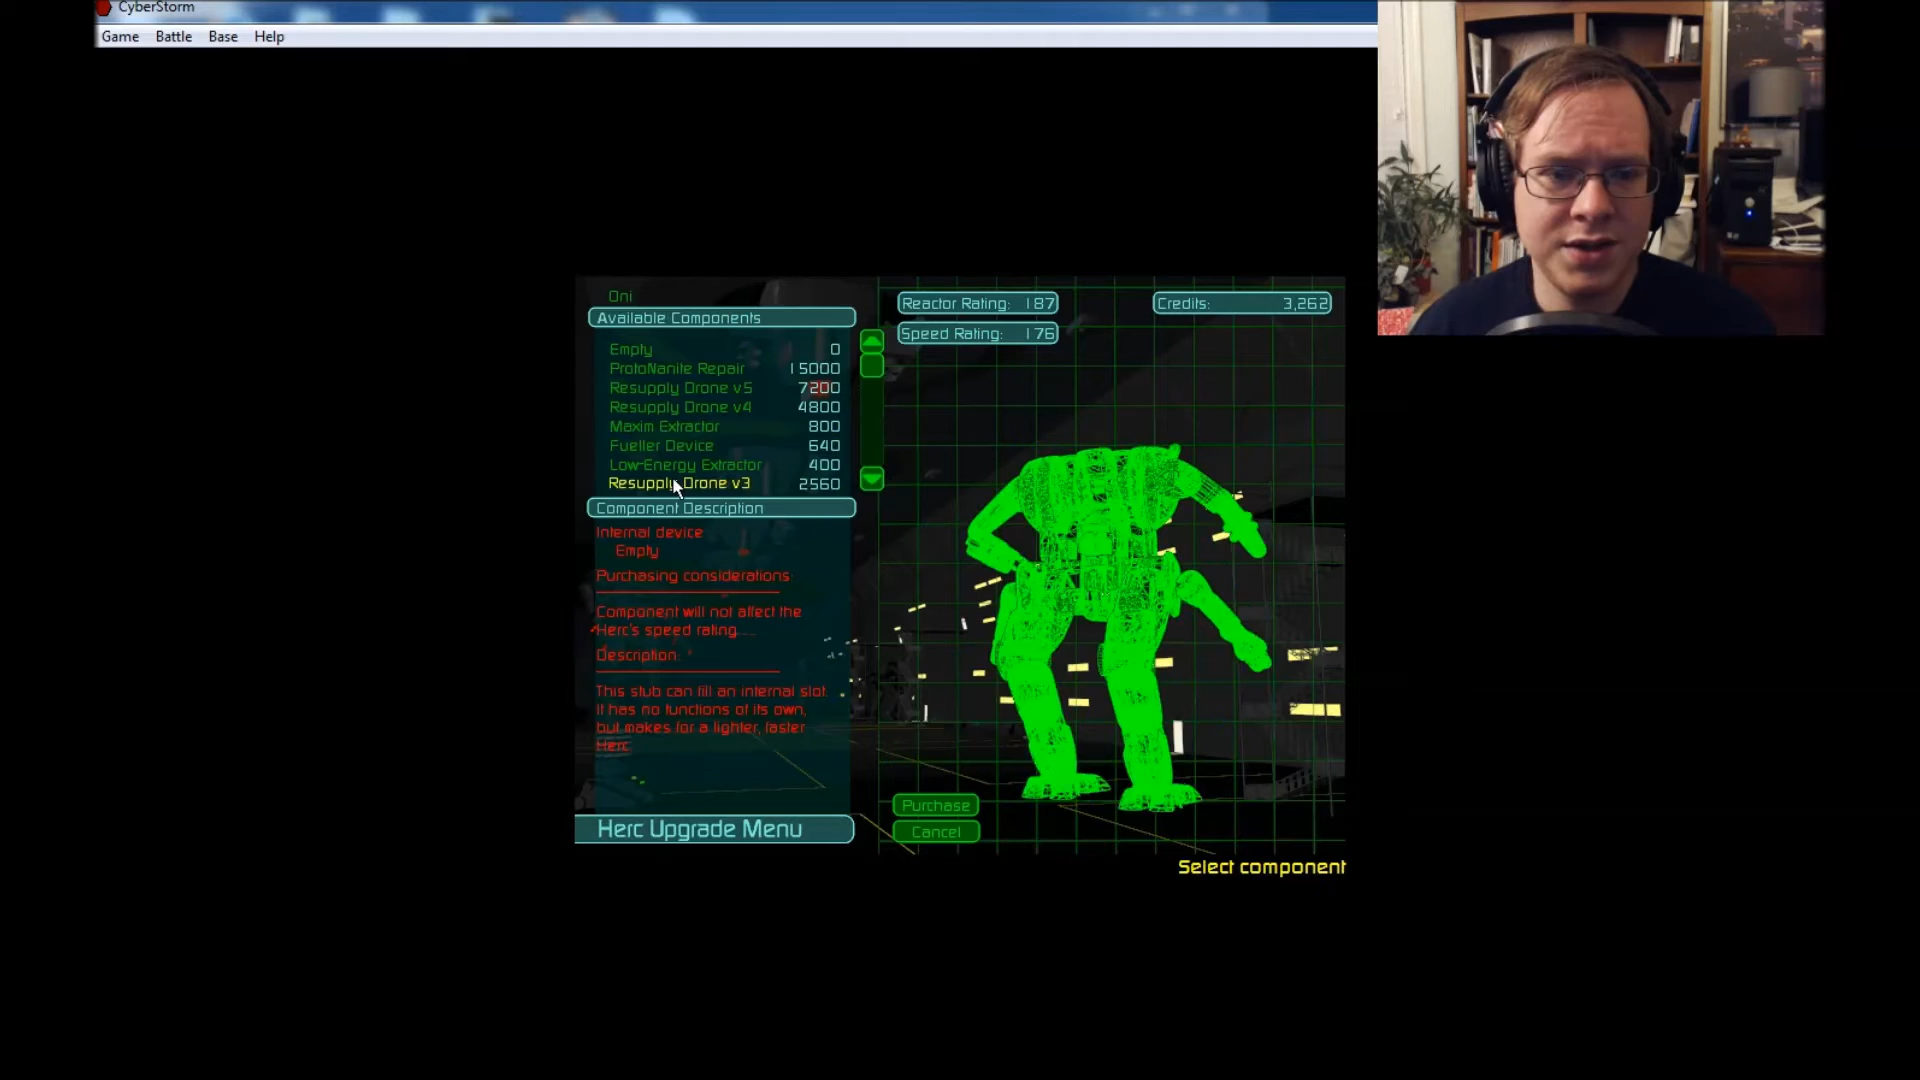 CyberStorm
Game Battle Base Help
Oni
Available Components
Empty 0
ProtoNanite Repair 15000
Resupply Drone v5 7200
Resupply Drone v4 4800
Maxim Extractor 800
Fueller Device 640
Low-Energy Extractor 400
Resupply Drone v3 2560
Component Description
Internal device
Empty
Purchasing considerations
Component will not affect the
Herc's speed rating.
Description:
This stub can fill an internal slot.
It has no functions of its own,
but makes for a lighter, faster
Herc
Herc Upgrade Menu
Reactor Rating: 187
Speed Rating: 176
Credits: 3,262
Purchase
Cancel
Select component